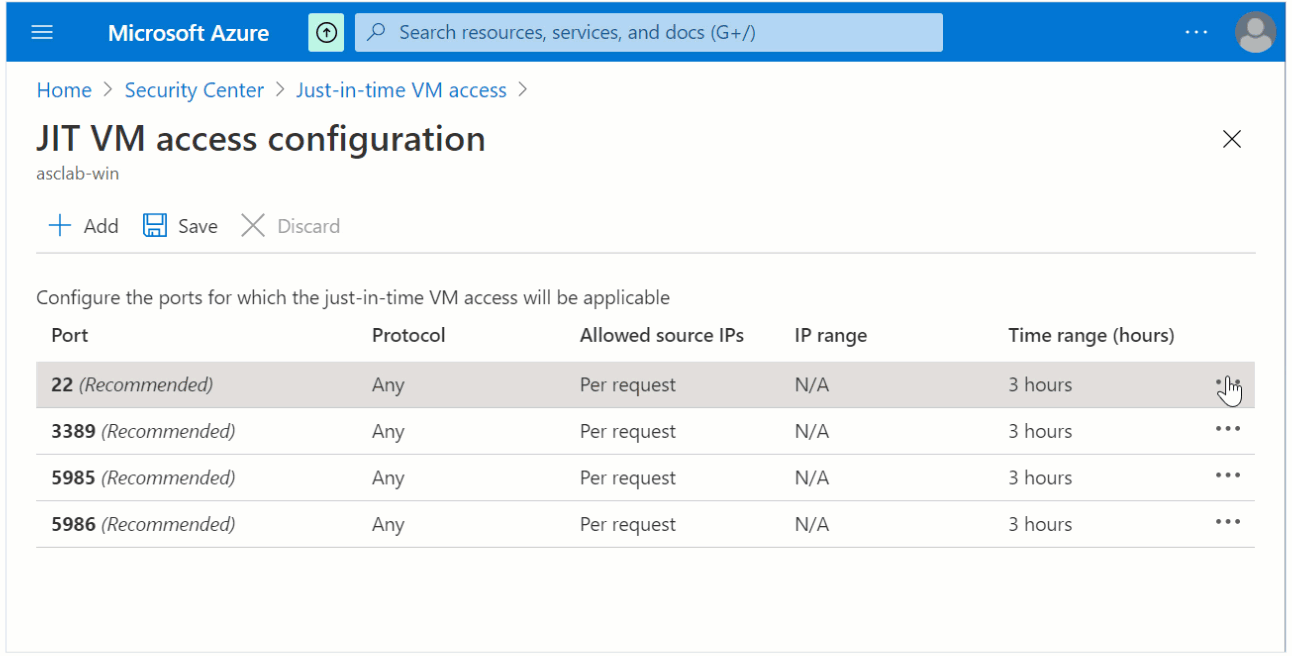 Microsoft Azure Search resources, services, and docs (G+/) ...
Home > Security Center > Just-in-time VM access >
JIT VM access configuration
asclab-win
Add Save Discard
Configure the ports for which the just-in-time VM access will be applicable
Port Protocol Allowed source IPs IP range Time range (hours)
22 (Recommended) Any Per request N/A 3 hours
3389 (Recommended) Any Per request N/A 3 hours ...
5985 (Recommended) Any Per request N/A 3 hours ...
5986 (Recommended) Any Per request N/A 3 hours ...